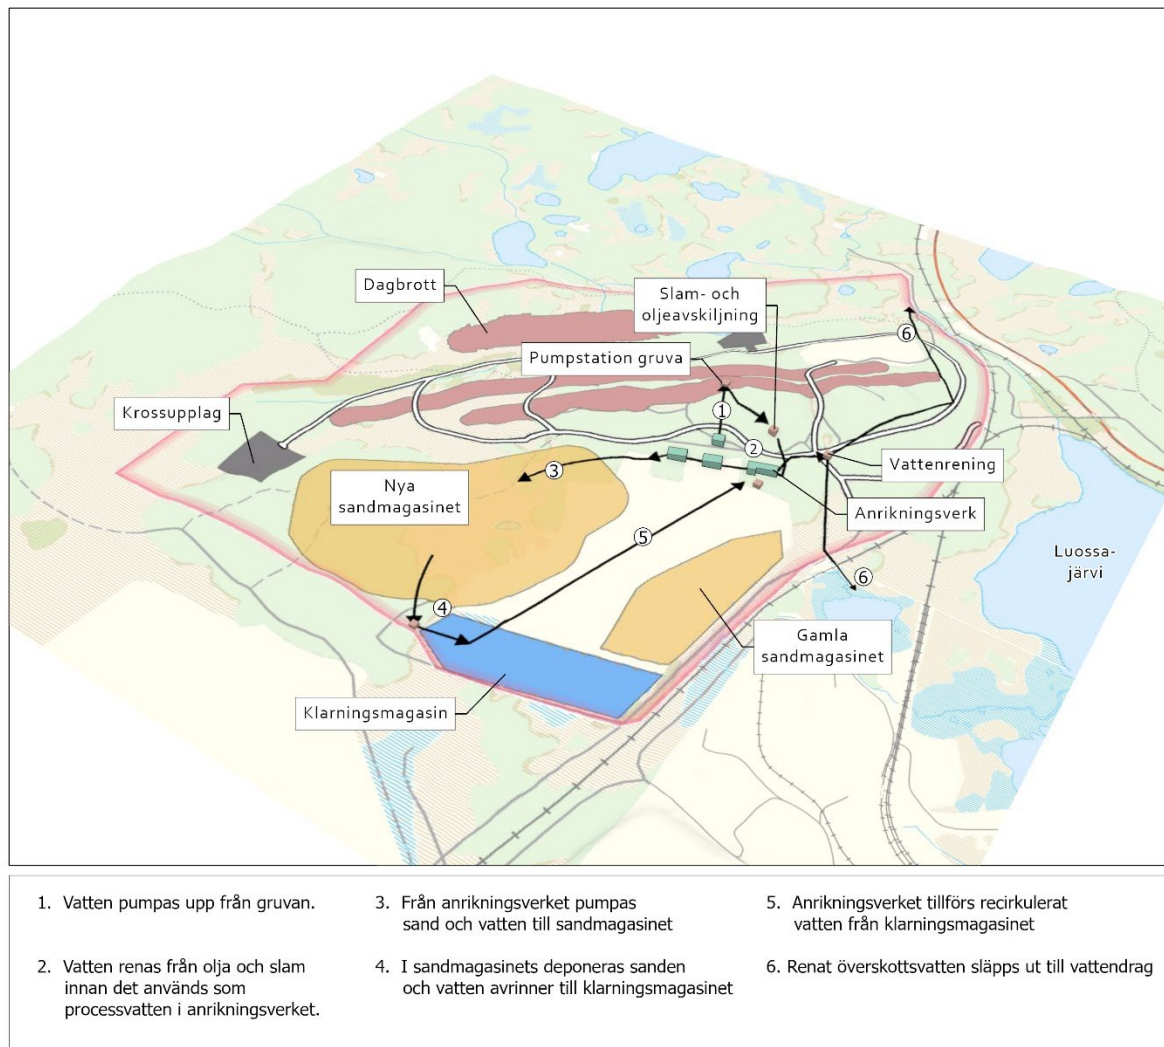 Dagbrott
Slam- och
oljeavskiljning
6
Pumpstation gruva
Krossupplag
1
2
Vattenrening
3
Nya
sandmagasinet
Anrikningsverk
5
Luossa-
järvi
6
4
Gamla
sandmagasinet
Klarningsmagasin
1. Vatten pumpas upp från gruvan.
2. Vatten renas från olja och slam
innan det används som
processvatten i anrikningsverket.
3. Från anrikningsverket pumpas
sand och vatten till sandmagasinet
4. I sandmagasinets deponeras sanden
och vatten avrinner till klarningsmagasinet
5. Anrikningsverket tillförs recirkulerat
vatten från klarningsmagasinet
6. Renat överskottsvatten släpps ut till vattendrag